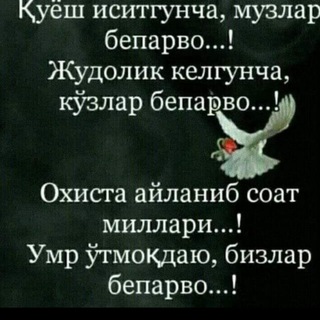 Қуёш иситгунча, музлар
бепарво...!
Жудолик келгунча,
кўзлар бепарво...!
Охиста айланиб соат
миллари...!
Умр ўтмоқдаю, бизлар
бепарво...!